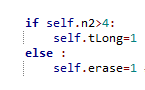 if self.n2>4:
    self.tLong=1
else :
    self.erase=1